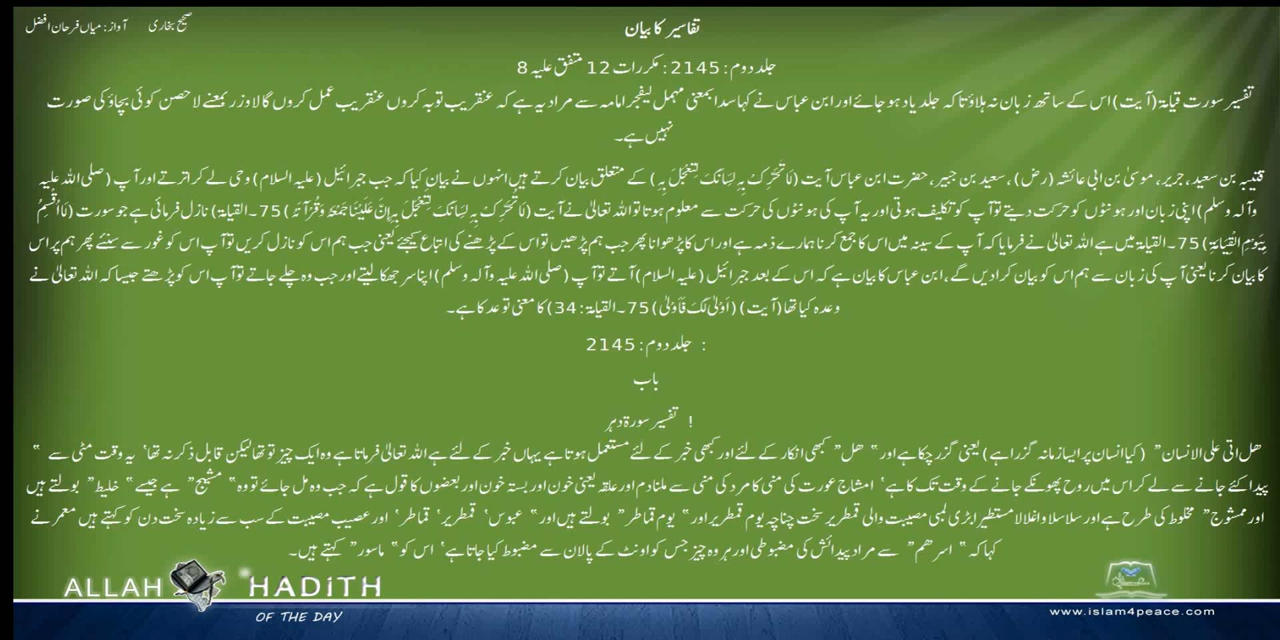 صحیح بخاری آواز: میاں فرحان افضل
تفاسیر کا بیان
جلد دوم: 2145: مکررات 12 متفق علیہ 8
تفسیر سورت قیامۃ (آیت) اس کے ساتھ زبان نہ ہلاؤ تاکہ جلد یاد ہو جائے اور ابن عباس نے کہا سدا بمعنی مہمل لیفجر امامہ سے مراد یہ ہے کہ عنقریب توبہ کروں عنقریب عمل کروں گا لا وزر بمعنے لا حصن کوئی بچاؤ کی صورت
نہیں ہے۔
قتیبہ بن سعید، جریر، موسیٰ بن ابی عائشہ (رض)، سعید بن جبیر، حضرت ابن عباس آیت (لَا تُحَرِّكْ بِهٖ لِسَانَكَ لِتَعْجَلَ بِهٖ) کے متعلق بیان کرتے ہیں انہوں نے بیان کیا کہ جب جبرائیل (علیہ السلام) وحی لے کر اترتے اور آپ (صلی اللہ علیہ
وآلہ وسلم) اپنی زبان اور ہونٹوں کو حرکت دیتے تو آپ کو تکلیف ہوتی اور یہ آپ کی ہونٹوں کی حرکت سے معلوم ہوتا تو اللہ تعالیٰ نے آیت (لَا تُحَرِّكْ بِهٖ لِسَانَكَ لِتَعْجَلَ بِهٖ اِنَّ عَلَيْنَا جَمْعَهٗ وَقُرْاٰنَهٗ) 75۔ القیامۃ) نازل فرمائی ہے جو سورت (لَا اُقْسِمُ
بِيَوْمِ الْقِيٰمَةِ) 75۔ القیامۃ میں ہے اللہ تعالیٰ نے فرمایا کہ آپ کے سینہ میں اس کا جمع کرنا ہمارے ذمہ ہے اور اس کا پڑھوانا پھر جب ہم پڑھیں تو اس کے پڑھنے کی اتباع کیجئے یعنی جب ہم اس کو نازل کریں تو آپ اس کو غور سے سنئے پھر ہم پر اس
کا بیان کرنا یعنی آپ کی زبان سے ہم اس کو بیان کرا دیں گے، ابن عباس کا بیان ہے کہ اس کے بعد جبرائیل (علیہ السلام) آتے تو آپ (صلی اللہ علیہ وآلہ وسلم) اپنا سر جھکا لیتے اور جب وہ چلے جاتے تو آپ اس کو پڑھتے جیسا کہ اللہ تعالیٰ نے
وعدہ کیا تھا (آیت) (اَوْلٰى لَكَ فَاَوْلٰى) 75۔ القیامۃ: 34) کا معنی توعد کا ہے۔
: جلد دوم: 2145
باب
! تفسیر سورۃ دہر
ھل اتی علی الانسان" (کیا انسان پر ایسا زمانہ گزرا ہے) یعنی گزر چکا ہے اور " ھل" کبھی انکار کے لئے اور کبھی خبر کے لئے مستعمل ہوتا ہے یہاں خبر کے لئے ہے اللہ تعالیٰ فرماتا ہے وہ ایک چیز تو تھا لیکن قابل ذکر نہ تھا' یہ وقت مٹی سے "
پیدا کئے جانے سے لے کر اس میں روح پھونکے جانے کے وقت تک کا ہے' امشاج عورت کی منی کا مرد کی منی سے ملنا دم اور علقہ یعنی خون اور بستہ خون اور بعضوں کا قول ہے کہ جب وہ مل جائے تو وہ " مشیج" ہے جیسے " خلیط" بولتے ہیں
اور ممشوج" مخلوط کی طرح ہے اور سلاسلا و اغلالا مستطیرا بڑی لمبی مصیبت والی قمطریر سخت چنانچہ یوم قمطریر اور " یوم قماطر" بولتے ہیں اور " عبوس' قمطریر' قماطر' اور عصیب مصیبت کے سب سے زیادہ سخت دن کو کہتے ہیں معمر نے
کہا کہ " اسرھم" سے مراد پیدائش کی مضبوطی اور ہر وہ چیز جس کو اونٹ کے پالان سے مضبوط کیا جاتا ہے' اس کو " ماسور" کہتے ہیں۔
ALLAH HADITH
OF THE DAY
www.islam4peace.com